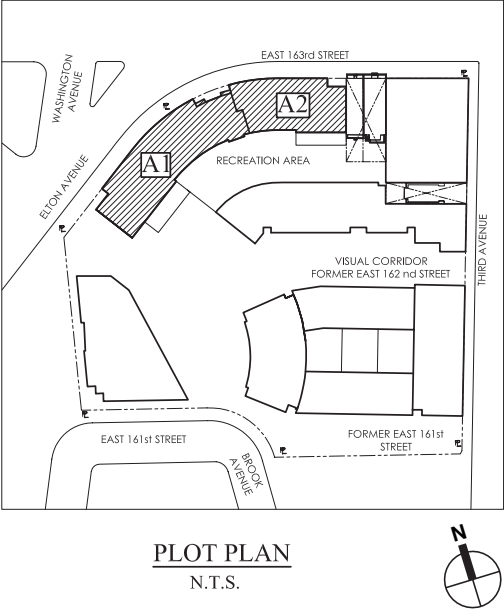 EAST 163rd STREET
WASHINGTON
AVENUE
A2
A1
RECREATION AREA
ELTON AVENUE
THIRD AVENUE
VISUAL CORRIDOR
FORMER EAST 162 nd STREET
EAST 161st STREET
FORMER EAST 161st
STREET
BROOK
AVENUE
PLOT PLAN
N.T.S.
N